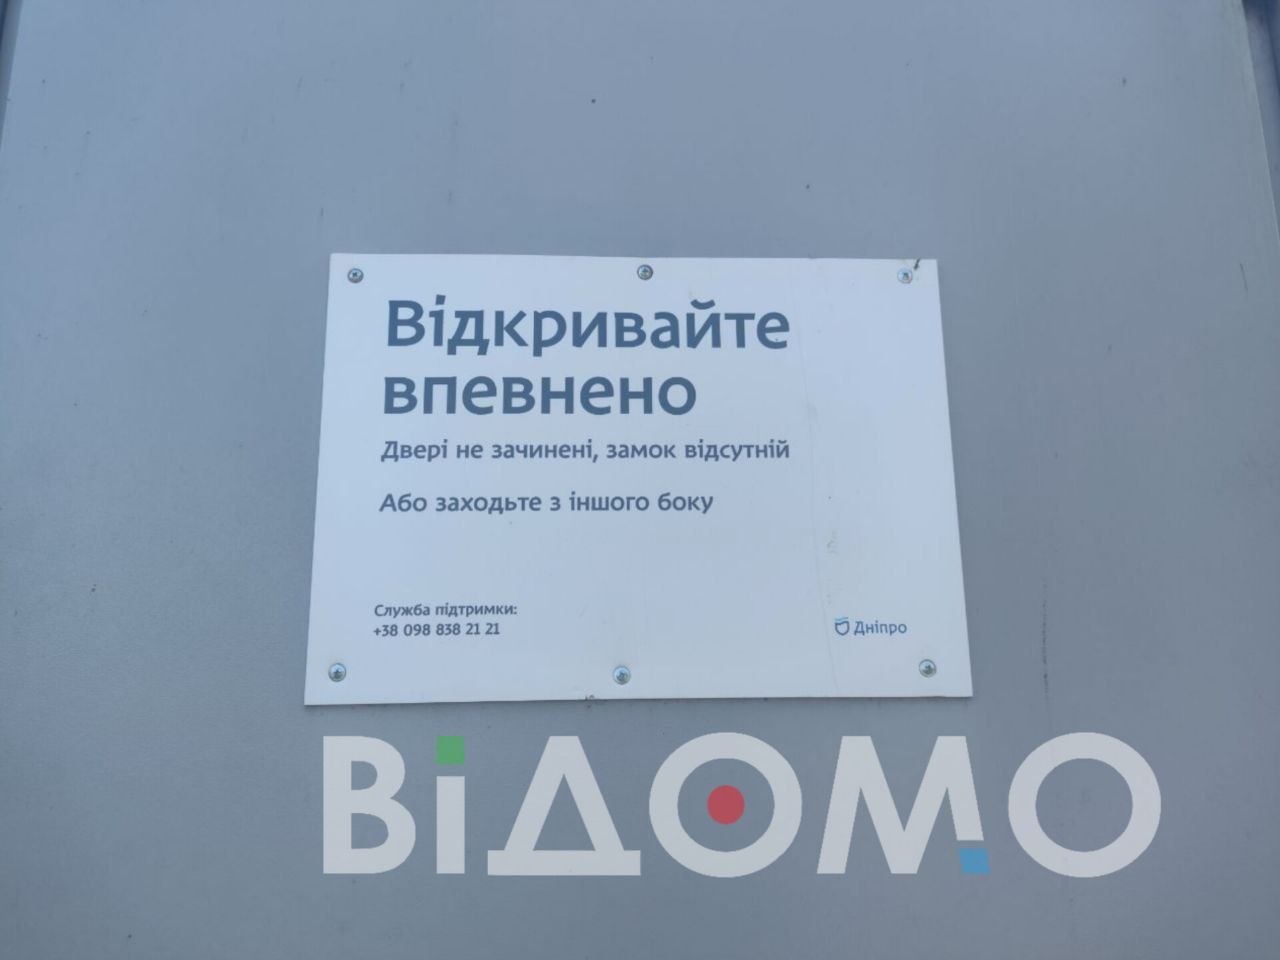 Відкривайте
впевнено
Двері не зачинені, замок відсутній
Або заходьте з іншого боку
Служба підтримки:
+38 098 838 21 21
Дніпро
ВіДОМО